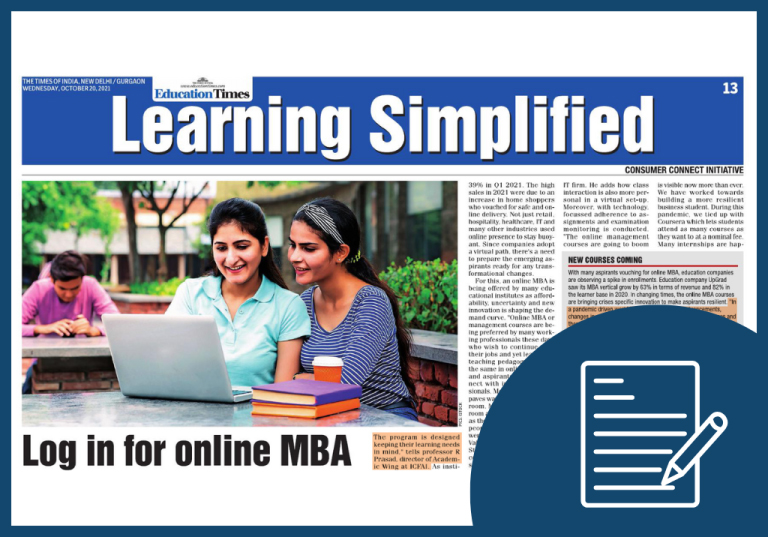 THE TIMES OF INDIA, NEW DELHI / GURGAON
WEDNESDAY, OCTOBER 20, 2021
Education Times
13
Learning Simplified
CONSUMER CONNECT INITIATIVE
Log in for online MBA
The program is designed
keeping their learning needs
in mind," tells professor R
Prasad, director of Academ-
ic Wing at ICFAI. As insti-
39% in Q1 2021. The high
sales in 2021 were due to an
increase in home shoppers
who vouched for safe and on-
line delivery. Not just retail,
hospitality, healthcare, IT and
many other industries used
online presence to stay buoy-
ant. Since companies adopt
a virtual path, there's a need
to prepare the emerging as-
pirants ready for any trans-
formational changes.
For this, an online MBA is
being offered by many edu-
cational institutes as afford-
ability, uncertainty and new
innovation is shaping the de-
mand curve. "Online MBA or
management courses are be-
ing preferred by many work-
ing professionals these
who wish to continue
their jobs and yet
teaching
the same in
and
nect with
sionals.
paves
room.
room
as
IT firm. He adds how class
interaction is also more per-
sonal in a virtual set-up.
Moreover, with technology,
focussed adherence to as-
signments and examination
monitoring is conducted.
"The online management
courses are going to boom
is visible now more than ever.
We have worked towards
building a more resilient
business student. During this
pandemic, we tied up with
Coursera which lets students
attend as many courses as
they want to at a nominal fee.
Many internships are hap-
NEW COURSES COMING
With many aspirants vouching for online MBA, education companies
are observing a spike in enrollments. Education company UpGrad
saw its MBA vertical grow by 63% in terms of revenue and 82% in
the learner base in 2020. In changing times, the online MBA courses
are bringing crises specific innovation to make aspirants resilient. "In
a pandemic driven
changes